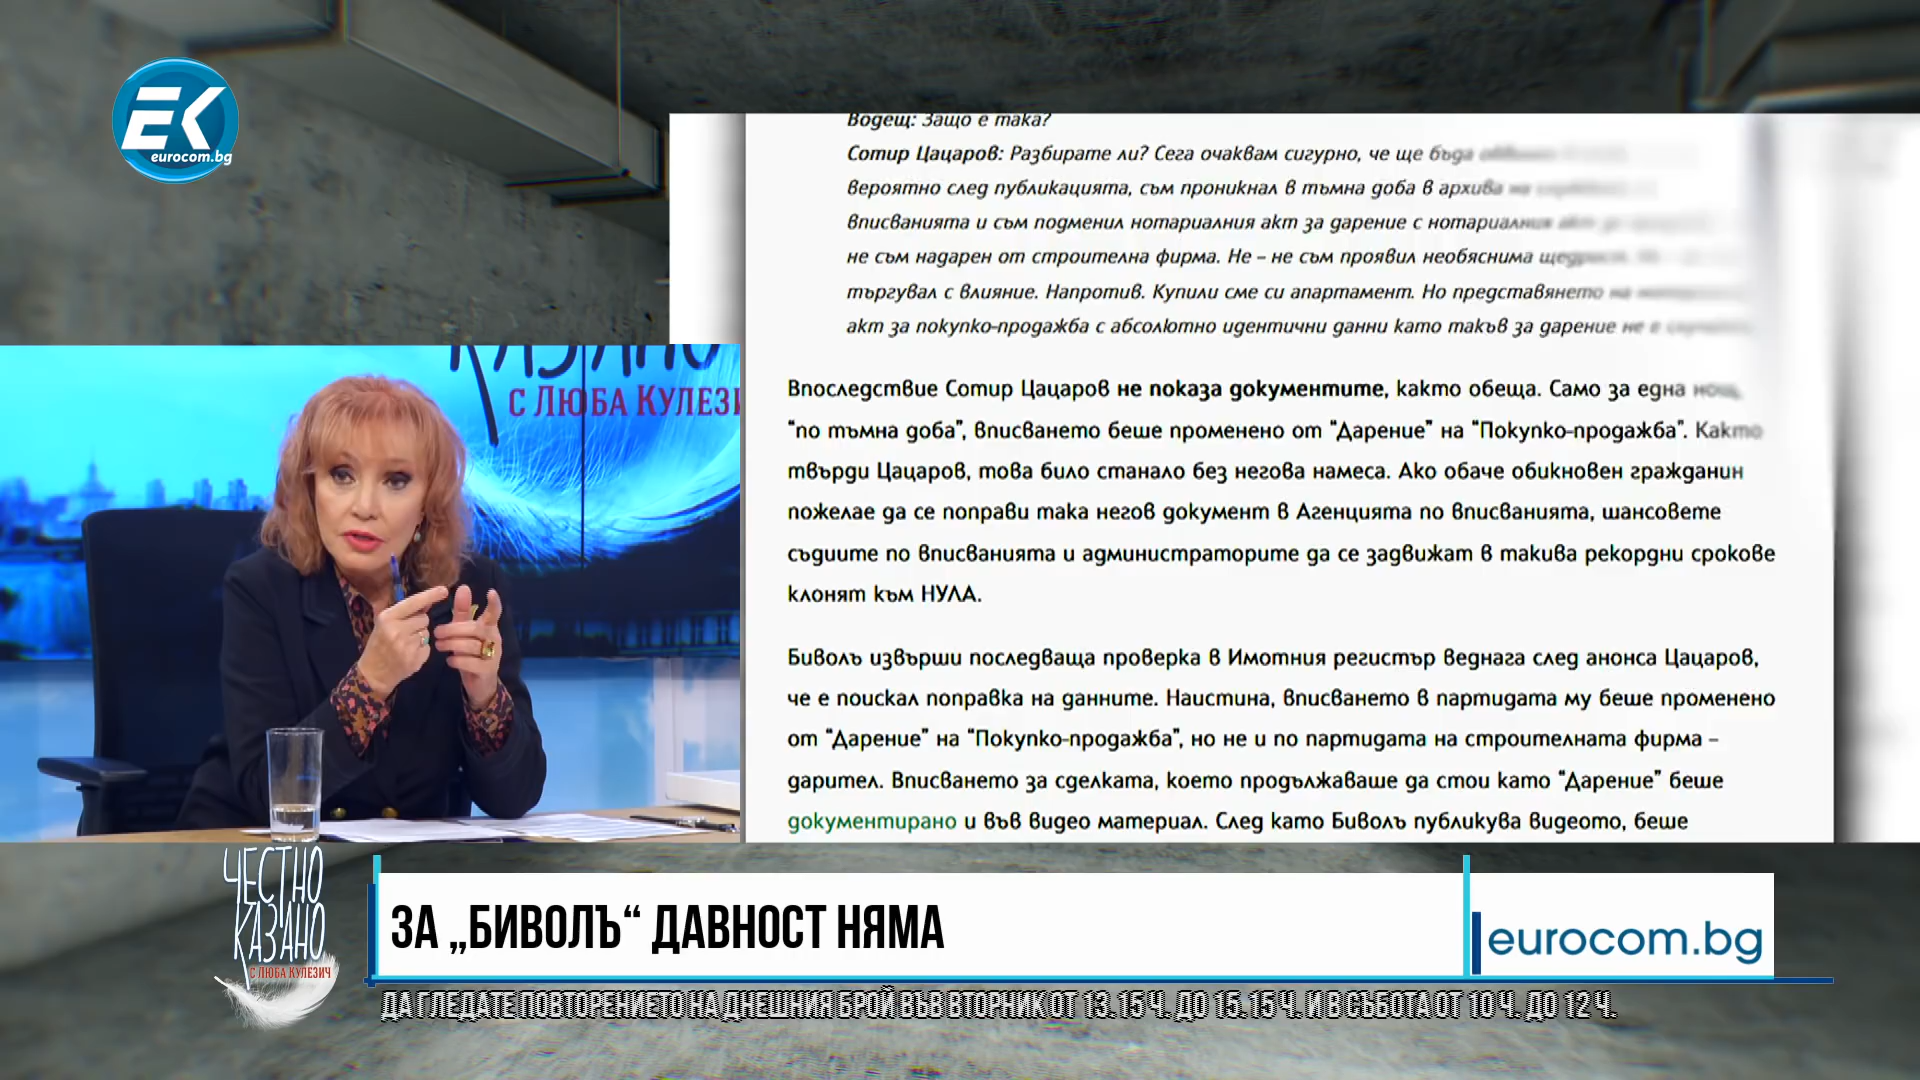 EK
eurocom.bg
Водещ: Защо е така?
Сотир Цацаров: Разбирате ли? Сега очаквам сигурно, че ще бъда
вероятно след публикацията, съм проникнал в тъмна доба в архива на
вписванията и съм подменил нотариалния акт за дарение с нотариалния акт
не съм надарен от строителна фирма. Не – не съм проявил необяснима щедрост.
търгувал с влияние. Напротив. Купили сме си апартамент. Но представянето на
акт за покупко-продажба с абсолютно идентични данни като такъв за дарение не е
Впоследствие Сотир Цацаров не показа документите, както обеща. Само за една нощ,
“по тъмна доба”, вписването беше променено от “Дарение” на “Покупко-продажба”. Както
твърди Цацаров, това било станало без негова намеса. Ако обаче обикновен гражданин
пожелае да се поправи така негов документ в Агенцията по вписванията, шансовете
съдиите по вписванията и администраторите да се задвижат в такива рекордни срокове
клонят към НУЛА.
Биволъ извърши последваща проверка в Имотния регистър веднага след анонса Цацаров,
че е поискал поправка на данните. Наистина, вписването в партидата му беше променено
от “Дарение” на “Покупко-продажба”, но не и по партидата на строителната фирма –
дарител. Вписването за сделката, което продължаваше да стои като “Дарение” беше
документирано и във видео материал. След като Биволъ публикува видеото, беше
КАЗАНО
С ЛЮБА КУЛЕЗИЧ
ЧЕСТНО
КАЗАНО
С ЛЮБА КУЛЕЗИЧ
ЗА „БИВОЛЪ“ ДАВНОСТ НЯМА
eurocom.bg
ДА ГЛЕДАТЕ ПОВТОРЕНИЕТО НА ДНЕШНИЯ БРОЙ ВЪВ ВТОРНИК ОТ 13.15 Ч. ДО 15.15 Ч. И В СЪБОТА ОТ 10 Ч. ДО 12 Ч.